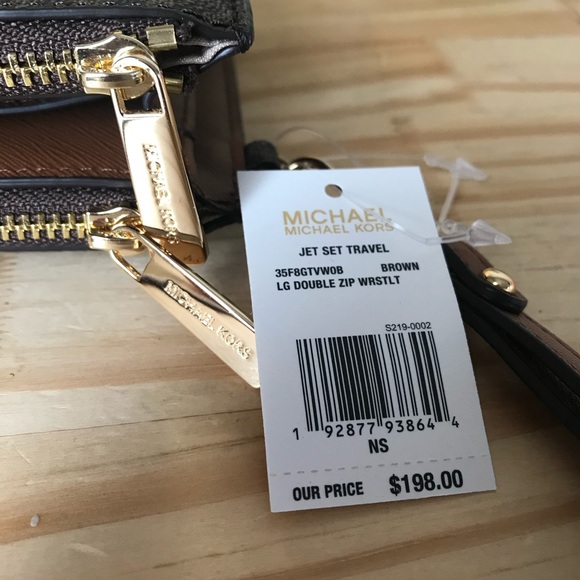 MICHAEL KORS
MICHAEL KORS
MICHAEL
MICHAEL KORS
JET SET TRAVEL
35F8GTVW0B BROWN
LG DOUBLE ZIP WRSTLT
S219-0002
1 92877 93864 4
NS
OUR PRICE $198.00